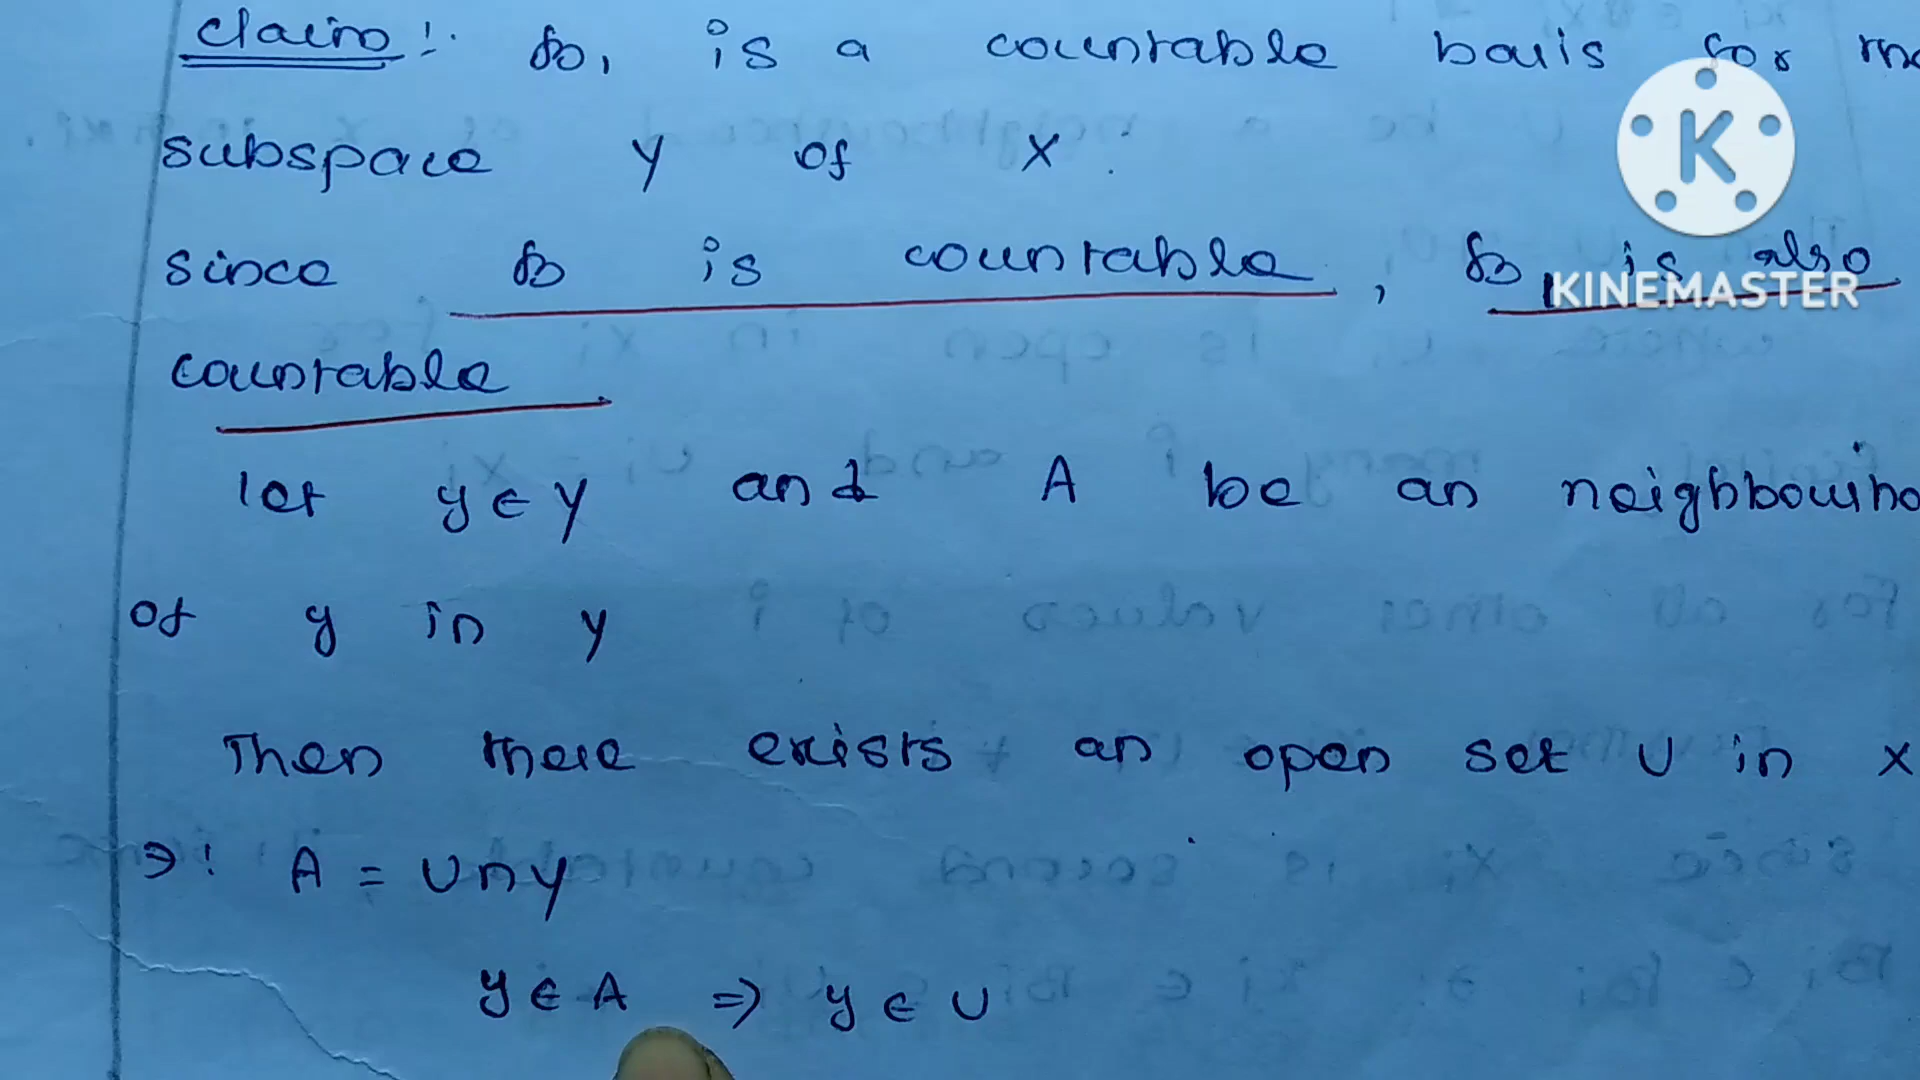 claim:- 𝔅₁ is a countable basis for the
subspace Y of X :
since 𝔅 is countable, 𝔅₁ is also
countable
let y ∈ Y and A be an neighbourho
of y in Y
Then there exists an open set U in X
∋: A = U ∩ Y
y ∈ A ⇒ y ∈ U
K
KINEMASTER